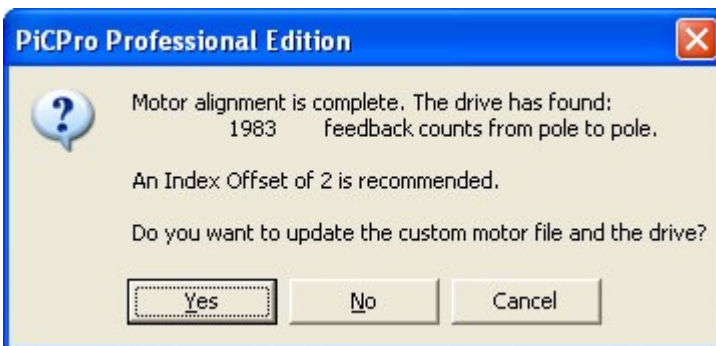 PiCPro Professional Edition
Motor alignment is complete. The drive has found:
1983 feedback counts from pole to pole.
An Index Offset of 2 is recommended.
Do you want to update the custom motor file and the drive?
Yes No Cancel